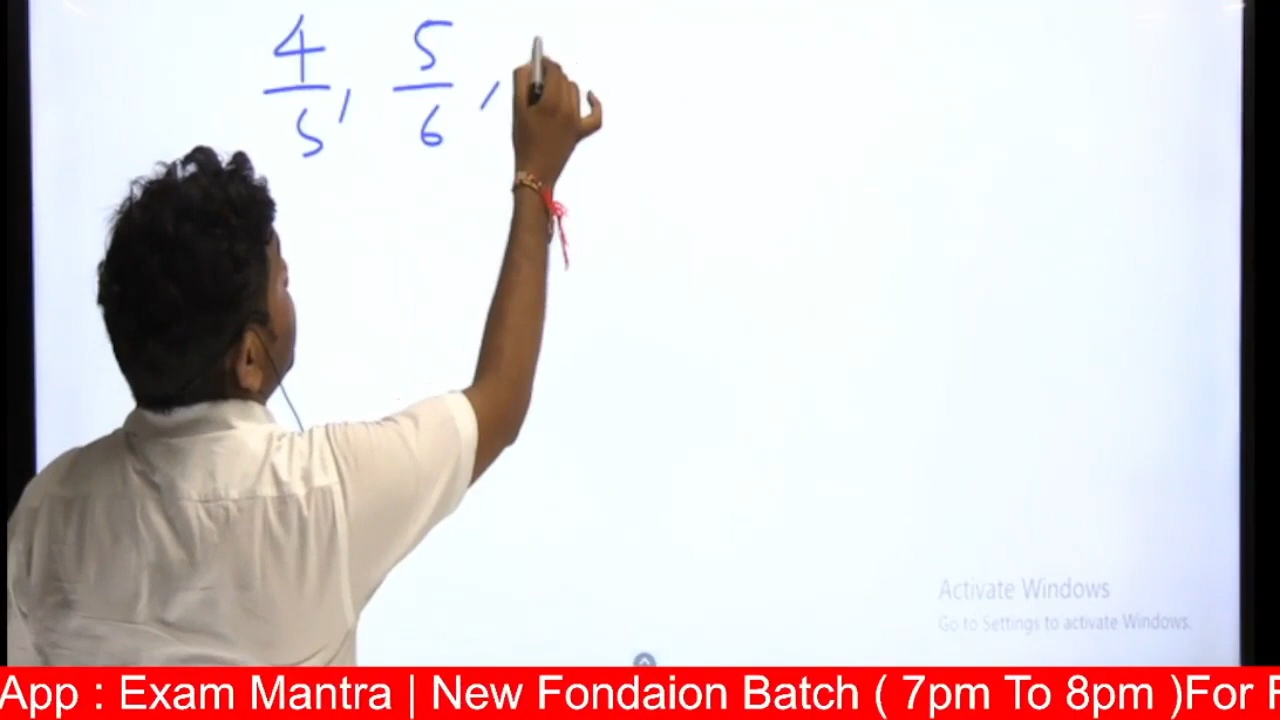 4/5, 5/6,
Activate Windows
Go to Settings to activate Windows.
App : Exam Mantra | New Fondaion Batch ( 7pm To 8pm )For F